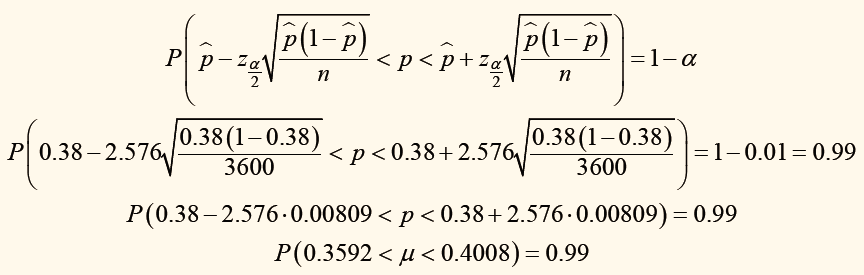 P(p̂ − z_{α/2}√(p̂(1−p̂)/n) < p < p̂ + z_{α/2}√(p̂(1−p̂)/n)) = 1 − α
P(0.38 − 2.576√(0.38(1−0.38)/3600) < p < 0.38 + 2.576√(0.38(1−0.38)/3600)) = 1 − 0.01 = 0.99
P(0.38 − 2.576·0.00809 < p < 0.38 + 2.576·0.00809) = 0.99
P(0.3592 < μ < 0.4008) = 0.99